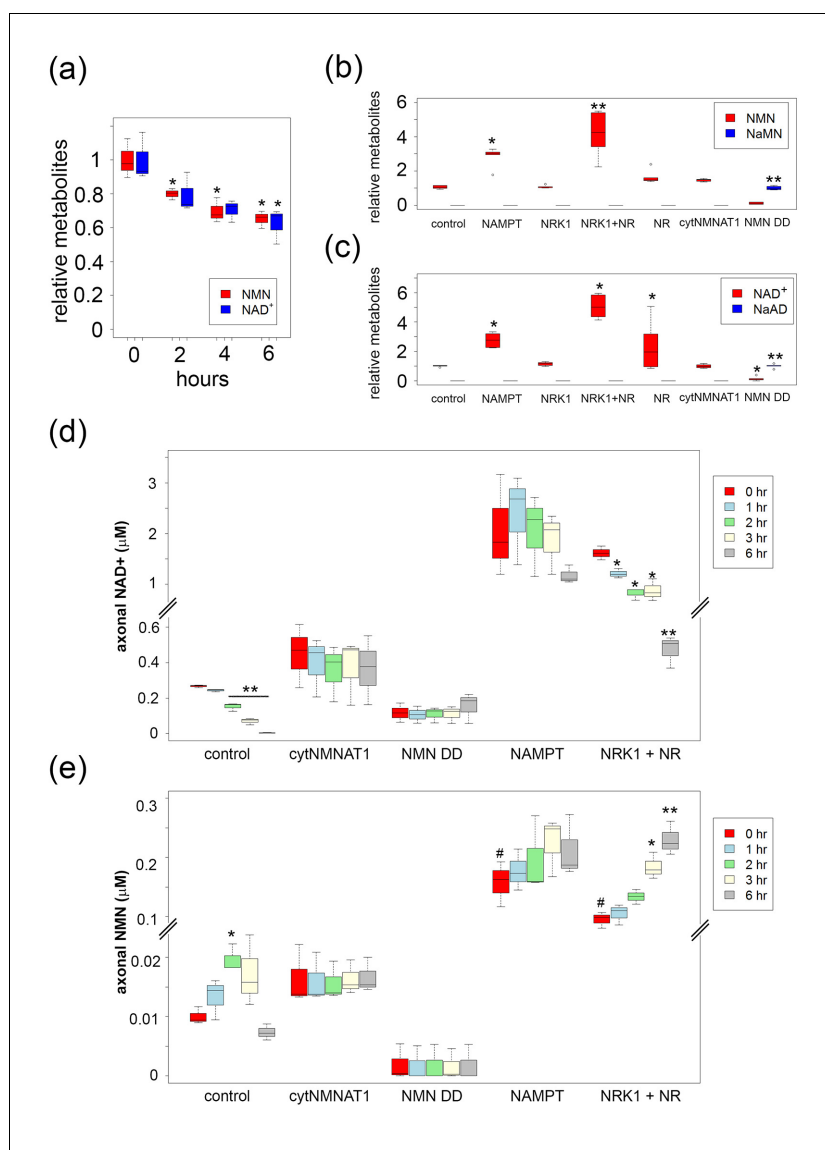 (a)
relative metabolites
1
0.8
0.6
0.4
0.2
0
* * * *
*
NMN
NAD+
0 2 4 6
hours
(b)
relative metabolites
6
4
2
0
*
**
**
NMN
NaMN
control NAMPT NRK1 NRK1+NR NR cytNMNAT1 NMN DD
(c)
relative metabolites
6
4
2
0
*
*
*
*
**
NAD+
NaAD
control NAMPT NRK1 NRK1+NR NR cytNMNAT1 NMN DD
(d)
axonal NAD+ (µM)
3
2
1
0.6
0.4
0.2
0
**
*
*
*
**
0 hr
1 hr
2 hr
3 hr
6 hr
control cytNMNAT1 NMN DD NAMPT NRK1 + NR
(e)
axonal NMN (µM)
0.3
0.2
0.1
0.02
0.01
0
*
#
#
*
**
0 hr
1 hr
2 hr
3 hr
6 hr
control cytNMNAT1 NMN DD NAMPT NRK1 + NR